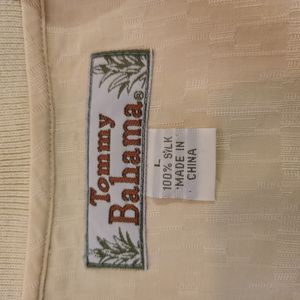 Tommy
Bahama®
L
100% SILK
MADE IN
CHINA